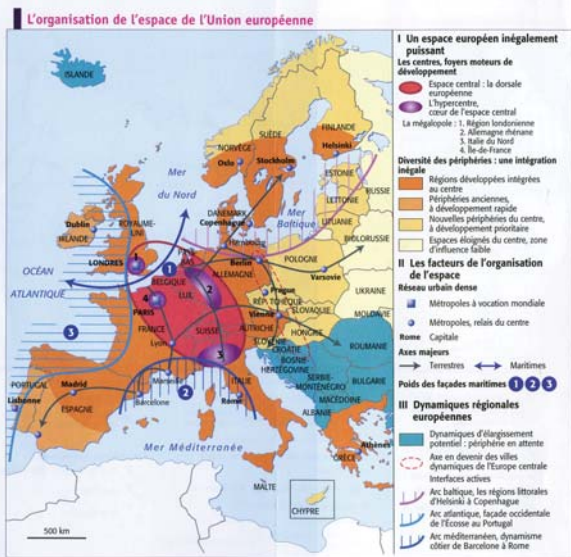 L'organisation de l'espace de l'Union européenne
ISLANDE
Mer
du Nord
NORVÈGE
SUÈDE
FINLANDE
Oslo
Stockholm
Helsinki
ESTONIE
RUSSIE
LETTONIE
LITUANIE
DANEMARK
Copenhague
Mer
Baltique
BIÉLORUSSIE
Dublin
IRLANDE
ROYAUME-
UNI
LONDRES
OCÉAN
ATLANTIQUE
1
1
PAYS-
BAS
Hambourg
Berlin
ALLEMAGNE
POLOGNE
Varsovie
BELGIQUE
LUX.
2
4
PARIS
Prague
RÉP. TCHÈQUE
UKRAINE
SLOVAQUIE
Vienne
MOLDAVIE
3
FRANCE
SUISSE
AUTRICHE
HONGRIE
Lyon
3
SLOVÉNIE
CROATIE
BOSNIE-
HERZÉGOVINE
ROUMANIE
SERBIE-
MONTÉNÉGRO
BULGARIE
MACÉDOINE
ALBANIE
PORTUGAL
Madrid
Lisbonne
ESPAGNE
Marseille
Barcelone
2
ITALIE
Rome
Mer Méditerranée
GRÈCE
Athènes
MALTE
CHYPRE
500 km
I Un espace européen inégalement
puissant
Les centres, foyers moteurs de
développement
Espace central : la dorsale
européenne
L'hypercentre,
cœur de l'espace central
La mégalopole : 1. Région londonienne
2. Allemagne rhénane
3. Italie du Nord
4. Île-de-France
Diversité des périphéries : une intégration
inégale
Régions développées intégrées
au centre
Périphéries anciennes,
à développement rapide
Nouvelles périphéries du centre,
à développement prioritaire
Espaces éloignés du centre, zone
d'influence faible
II Les facteurs de l'organisation
de l'espace
Réseau urbain dense
Métropoles à vocation mondiale
Métropoles, relais du centre
Rome Capitale
Axes majeurs
Terrestres Maritimes
Poids des façades maritimes 1 2 3
III Dynamiques régionales
européennes
Dynamiques d'élargissement
potentiel : périphérie en attente
Axe en devenir des villes
dynamiques de l'Europe centrale
Interfaces actives
Arc baltique, les régions littorales
d'Helsinki à Copenhague
Arc atlantique, façade occidentale
de l'Écosse au Portugal
Arc méditerranéen, dynamisme
côtier de Barcelone à Rome